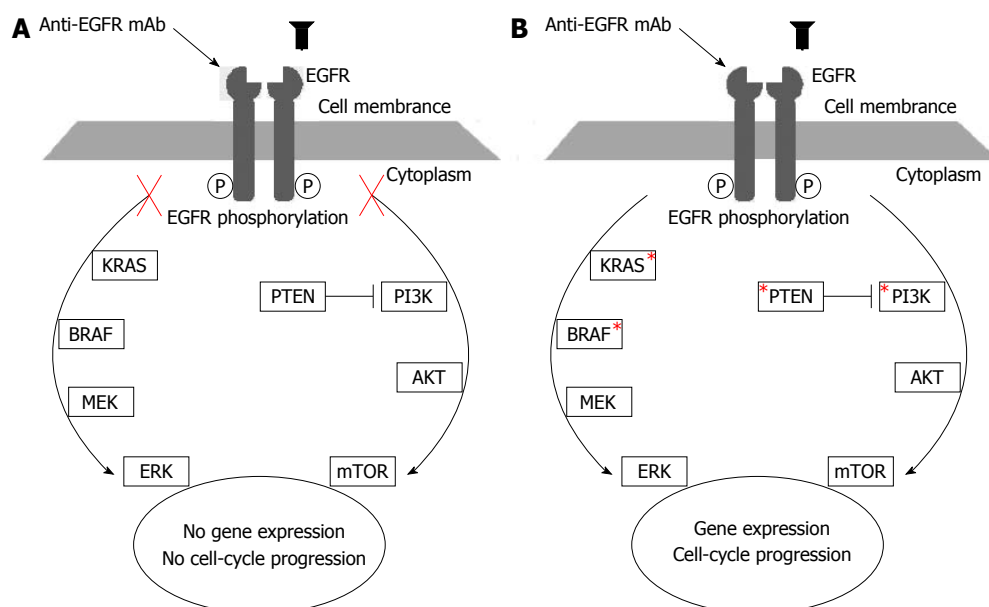 A
Anti-EGFR mAb
EGFR
Cell membrance
Cytoplasm
P
P
EGFR phosphorylation
KRAS
PTEN
PI3K
BRAF
AKT
MEK
ERK
mTOR
No gene expression
No cell-cycle progression
B
Anti-EGFR mAb
EGFR
Cell membrance
Cytoplasm
P
P
EGFR phosphorylation
KRAS*
*PTEN
*PI3K
BRAF*
AKT
MEK
ERK
mTOR
Gene expression
Cell-cycle progression